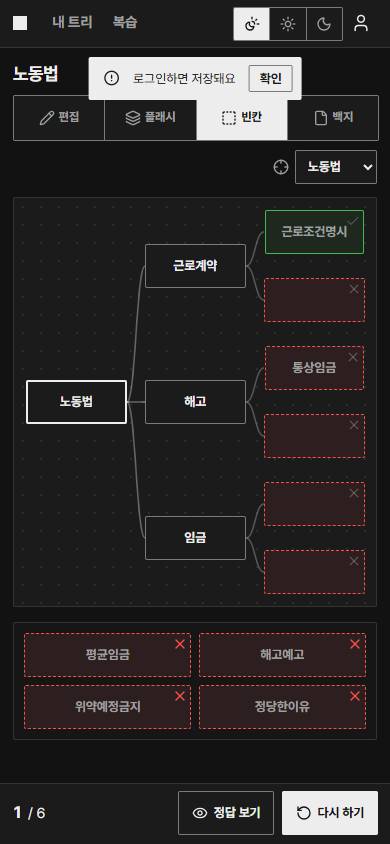 내 트리 복습
노동법
로그인하면 저장돼요 확인
편집 플래시 빈칸 백지
노동법
근로조건명시
근로계약
통상임금
노동법
해고
임금
평균임금 해고예고
위약예정금지 정당한이유
1 / 6 정답 보기 다시 하기